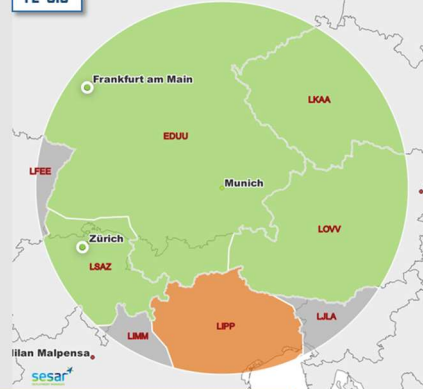 Frankfurt am Main
LKAA
EDUU
LFEE
Munich
Zürich
LOVV
LSAZ
LIPP
LJLA
LIMM
ilan Malpensa
sesar